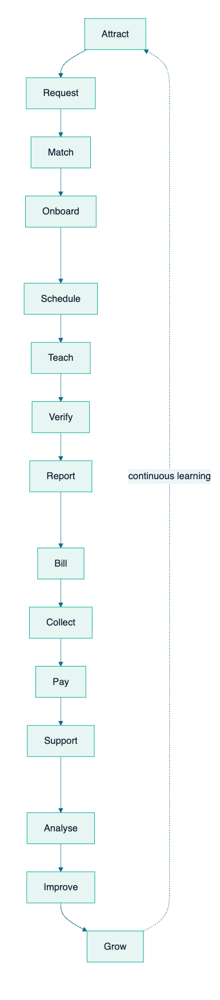 Attract
Request
Match
Onboard
Schedule
Teach
Verify
Report
continuous learning
Bill
Collect
Pay
Support
Analyse
Improve
Grow